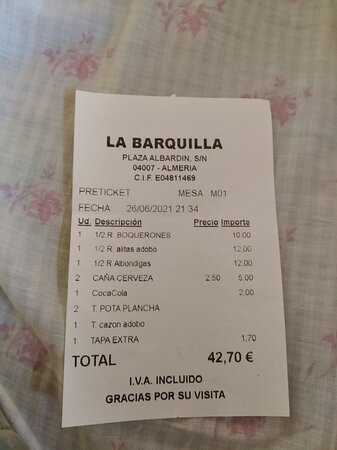 LA BARQUILLA
PLAZA ALBARDIN, S/N
04007 - ALMERIA
C.I.F. E04811469
PRETICKET MESA M01
FECHA 26/06/2021 21:34
Ud. Descripción Precio Importe
1 1/2 R. BOQUERONES 10,00
1 1/2 R. alitas adobo 12,00
1 1/2 R.Albondigas 12,00
2 CAÑA CERVEZA 2,50 5,00
1 CocaCola 2,00
2 T. POTA PLANCHA
1 T. cazon adobo
1 TAPA EXTRA 1,70
TOTAL 42,70 €
I.V.A. INCLUIDO
GRACIAS POR SU VISITA